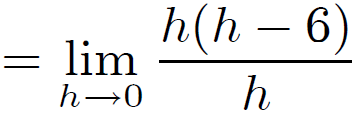 = lim h→0 h(h − 6) / h